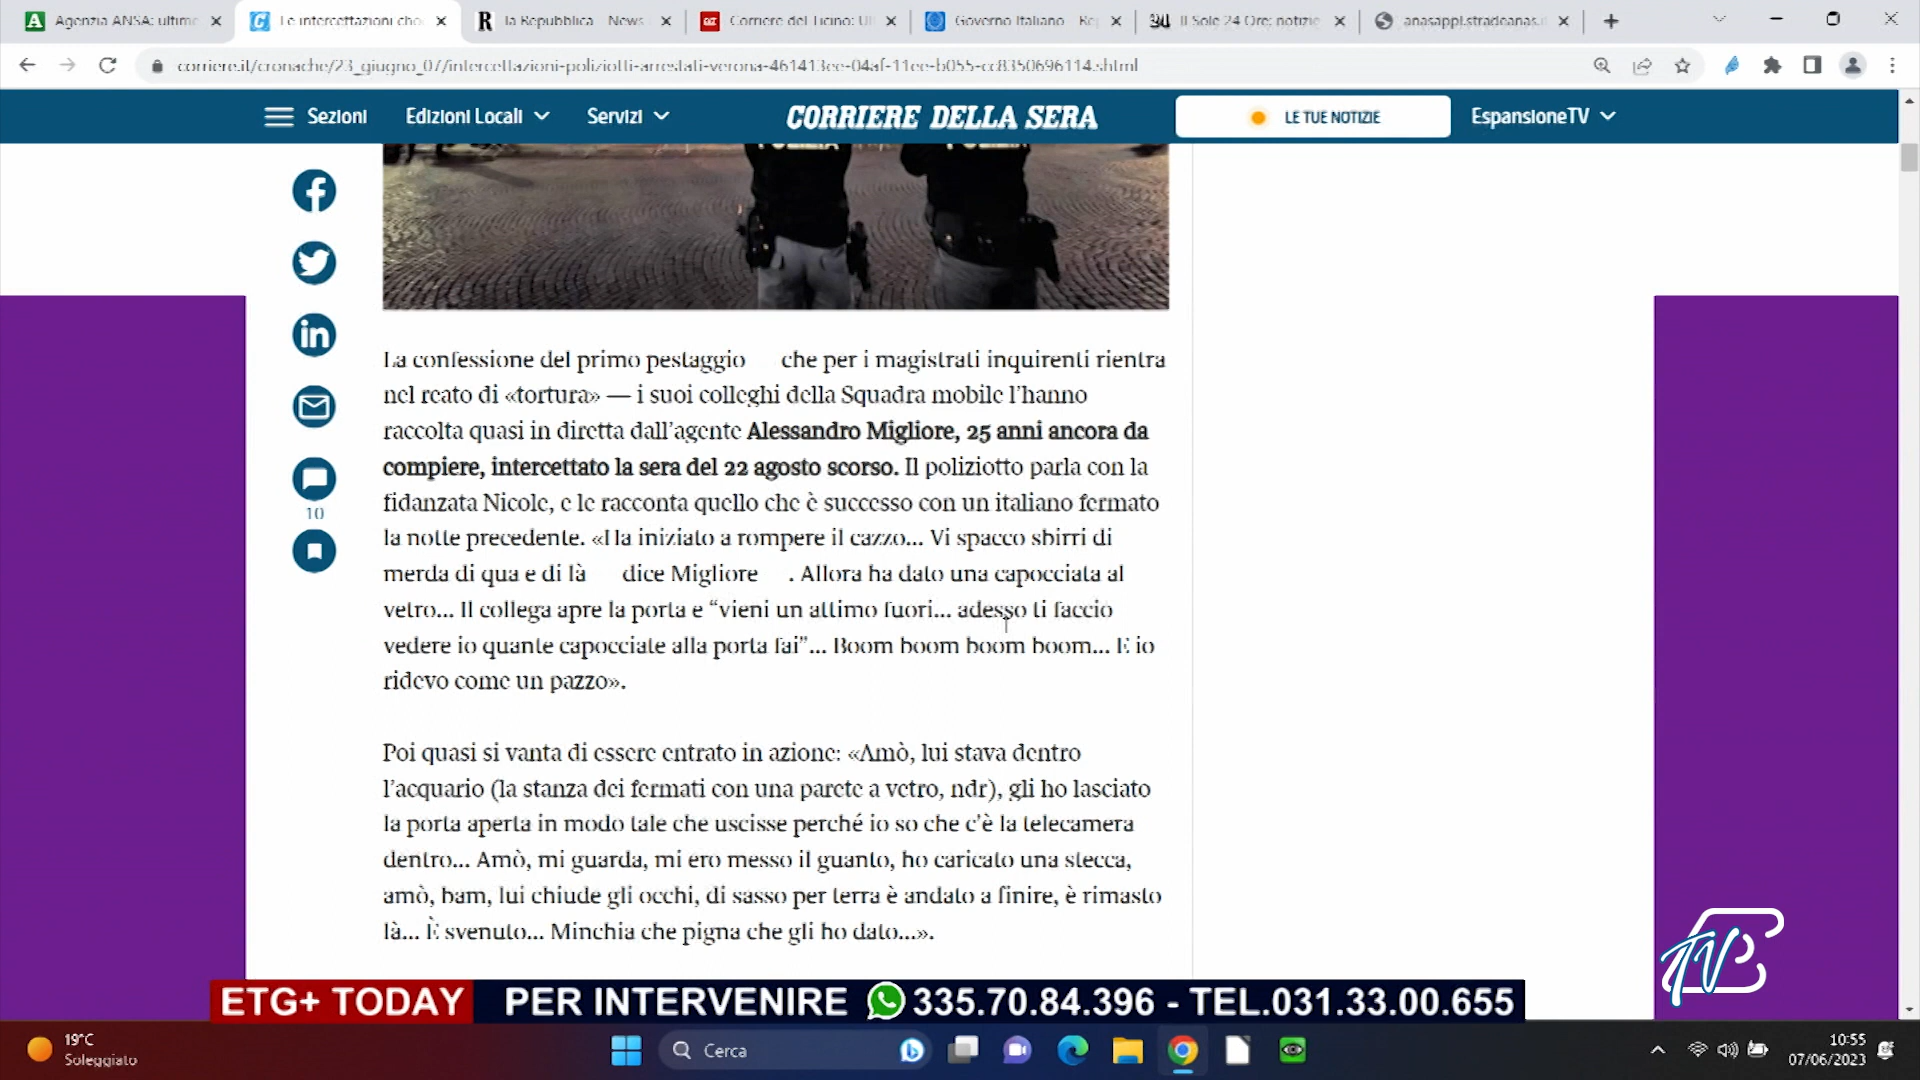 Agenzia ANSA: ultime
Le intercettazioni cho
la Repubblica - News
Corriere del Ticino: Ul
Governo Italiano - Re
Il Sole 24 Ore: notizie
anasappl.stradeanas.i
corriere.it/cronache/23_giugno_07/intercettazioni-poliziotti-arrestati-verona-461413ee-04af-11ee-b055-cc8350696114.shtml
Sezioni
Edizioni Locali
Servizi
CORRIERE DELLA SERA
LE TUE NOTIZIE
EspansioneTV
POLIZIA
POLIZIA
La confessione del primo pestaggio che per i magistrati inquirenti rientra
nel reato di «tortura» — i suoi colleghi della Squadra mobile l'hanno
raccolta quasi in diretta dall'agente Alessandro Migliore, 25 anni ancora da
compiere, intercettato la sera del 22 agosto scorso. Il poliziotto parla con la
fidanzata Nicole, e le racconta quello che è successo con un italiano fermato
la notte precedente. «Ha iniziato a rompere il cazzo... Vi spacco sbirri di
merda di qua e di là dice Migliore . Allora ha dato una capocciata al
vetro... Il collega apre la porta e “vieni un attimo fuori... adesso ti faccio
vedere io quante capocciate alla porta fai”... Boom boom boom boom... E io
ridevo come un pazzo».
Poi quasi si vanta di essere entrato in azione: «Amò, lui stava dentro
l'acquario (la stanza dei fermati con una parete a vetro, ndr), gli ho lasciato
la porta aperta in modo tale che uscisse perché io so che c'è la telecamera
dentro... Amò, mi guarda, mi ero messo il guanto, ho caricato una stecca,
amò, bam, lui chiude gli occhi, di sasso per terra è andato a finire, è rimasto
là... È svenuto... Minchia che pigna che gli ho dato...».
10
ETG+ TODAY
PER INTERVENIRE 335.70.84.396 - TEL.031.33.00.655
19°C
Soleggiato
Cerca
10:55
07/06/2023